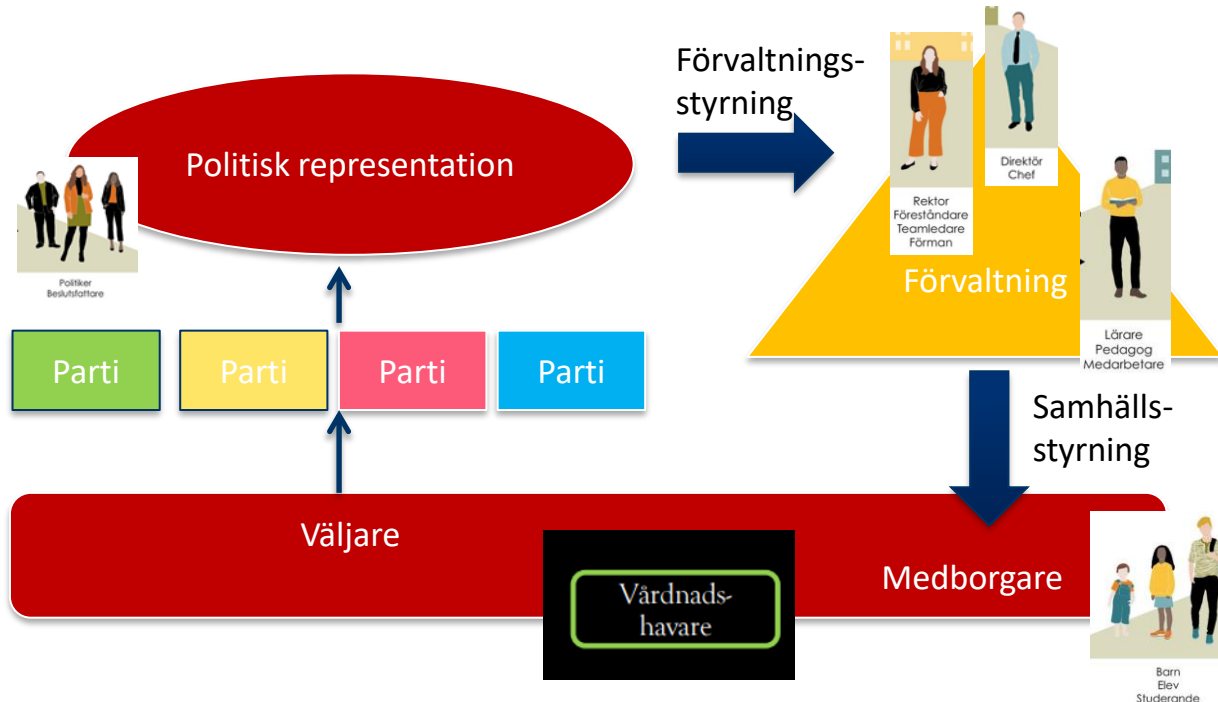 Förvaltnings-
styrning
Politisk representation
Politiker
Beslutsfattare
Rektor
Föreståndare
Teamledare
Förman
Direktör
Chef
Förvaltning
Lärare
Pedagog
Medarbetare
Parti
Parti
Parti
Parti
Samhälls-
styrning
Väljare
Vårdnads-
havare
Medborgare
Barn
Elev
Studerande